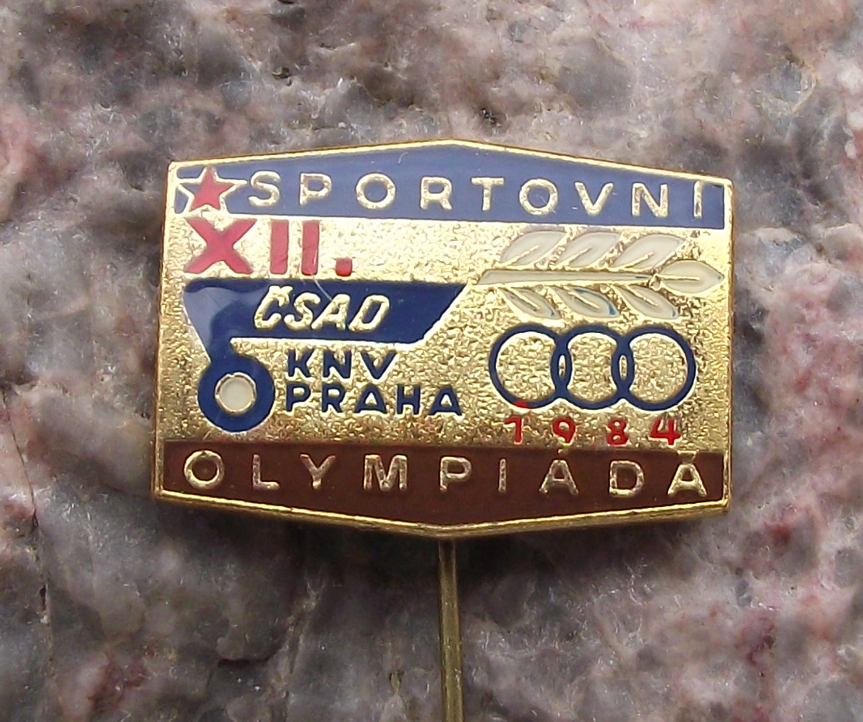 SPORTOVNÍ
XII.
ČSAD
KNV
PRAHA
1984
OLYMPIÁDA